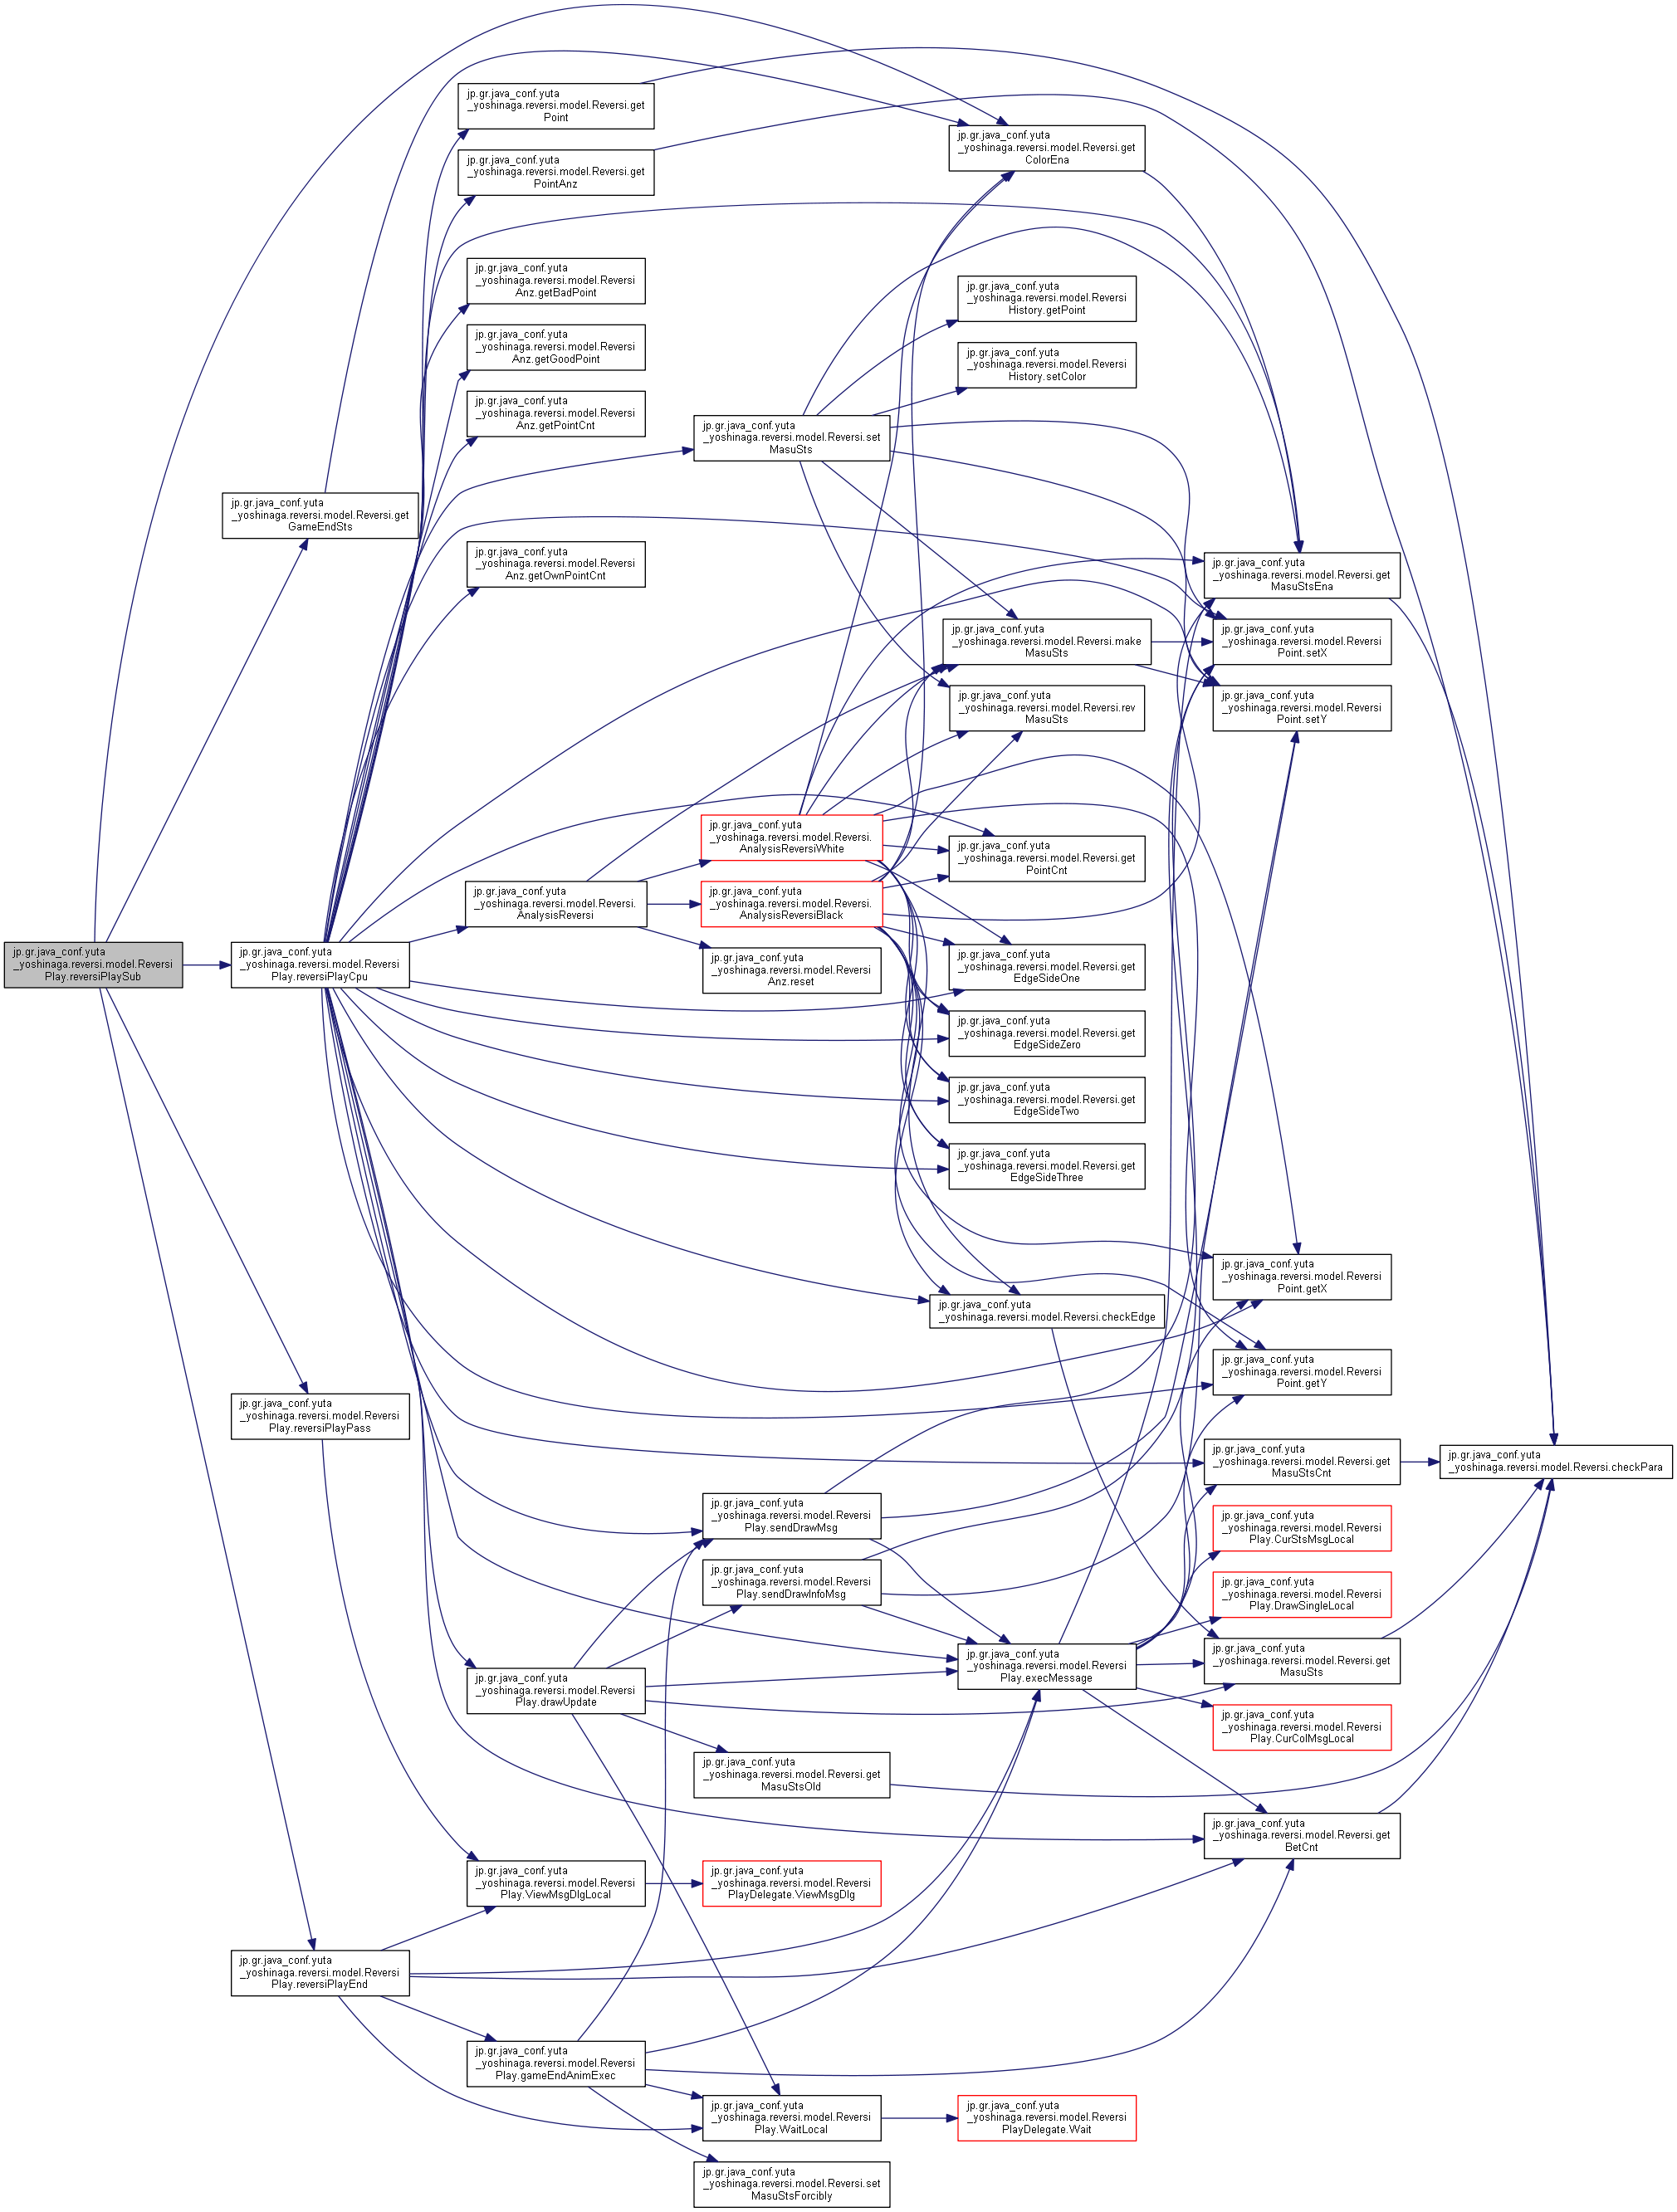 jp.gr.java_conf.yuta
_yoshinaga.reversi.model.Reversi
Play.reversiPlaySub
jp.gr.java_conf.yuta
_yoshinaga.reversi.model.Reversi.get
GameEndSts
jp.gr.java_conf.yuta
_yoshinaga.reversi.model.Reversi
Play.reversiPlayCpu
jp.gr.java_conf.yuta
_yoshinaga.reversi.model.Reversi
Play.reversiPlayPass
jp.gr.java_conf.yuta
_yoshinaga.reversi.model.Reversi
Play.reversiPlayEnd
jp.gr.java_conf.yuta
_yoshinaga.reversi.model.Reversi.get
Point
jp.gr.java_conf.yuta
_yoshinaga.reversi.model.Reversi.get
PointAnz
jp.gr.java_conf.yuta
_yoshinaga.reversi.model.Reversi
Anz.getBadPoint
jp.gr.java_conf.yuta
_yoshinaga.reversi.model.Reversi
Anz.getGoodPoint
jp.gr.java_conf.yuta
_yoshinaga.reversi.model.Reversi
Anz.getPointCnt
jp.gr.java_conf.yuta
_yoshinaga.reversi.model.Reversi
Anz.getOwnPointCnt
jp.gr.java_conf.yuta
_yoshinaga.reversi.model.Reversi.
AnalysisReversi
jp.gr.java_conf.yuta
_yoshinaga.reversi.model.Reversi
Play.drawUpdate
jp.gr.java_conf.yuta
_yoshinaga.reversi.model.Reversi
Play.ViewMsgDlgLocal
jp.gr.java_conf.yuta
_yoshinaga.reversi.model.Reversi
Play.gameEndAnimExec
jp.gr.java_conf.yuta
_yoshinaga.reversi.model.Reversi.set
MasuSts
jp.gr.java_conf.yuta
_yoshinaga.reversi.model.Reversi.
AnalysisReversiWhite
jp.gr.java_conf.yuta
_yoshinaga.reversi.model.Reversi.
AnalysisReversiBlack
jp.gr.java_conf.yuta
_yoshinaga.reversi.model.Reversi
Anz.reset
jp.gr.java_conf.yuta
_yoshinaga.reversi.model.Reversi
Play.sendDrawMsg
jp.gr.java_conf.yuta
_yoshinaga.reversi.model.Reversi
Play.sendDrawInfoMsg
jp.gr.java_conf.yuta
_yoshinaga.reversi.model.Reversi.get
MasuStsOld
jp.gr.java_conf.yuta
_yoshinaga.reversi.model.Reversi
PlayDelegate.ViewMsgDlg
jp.gr.java_conf.yuta
_yoshinaga.reversi.model.Reversi
Play.WaitLocal
jp.gr.java_conf.yuta
_yoshinaga.reversi.model.Reversi.set
MasuStsForcibly
jp.gr.java_conf.yuta
_yoshinaga.reversi.model.Reversi.get
ColorEna
jp.gr.java_conf.yuta
_yoshinaga.reversi.model.Reversi
History.getPoint
jp.gr.java_conf.yuta
_yoshinaga.reversi.model.Reversi
History.setColor
jp.gr.java_conf.yuta
_yoshinaga.reversi.model.Reversi.make
MasuSts
jp.gr.java_conf.yuta
_yoshinaga.reversi.model.Reversi.rev
MasuSts
jp.gr.java_conf.yuta
_yoshinaga.reversi.model.Reversi.get
PointCnt
jp.gr.java_conf.yuta
_yoshinaga.reversi.model.Reversi.get
EdgeSideOne
jp.gr.java_conf.yuta
_yoshinaga.reversi.model.Reversi.get
EdgeSideZero
jp.gr.java_conf.yuta
_yoshinaga.reversi.model.Reversi.get
EdgeSideTwo
jp.gr.java_conf.yuta
_yoshinaga.reversi.model.Reversi.get
EdgeSideThree
jp.gr.java_conf.yuta
_yoshinaga.reversi.model.Reversi.checkEdge
jp.gr.java_conf.yuta
_yoshinaga.reversi.model.Reversi
Play.execMessage
jp.gr.java_conf.yuta
_yoshinaga.reversi.model.Reversi
PlayDelegate.Wait
jp.gr.java_conf.yuta
_yoshinaga.reversi.model.Reversi.get
MasuStsEna
jp.gr.java_conf.yuta
_yoshinaga.reversi.model.Reversi
Point.setX
jp.gr.java_conf.yuta
_yoshinaga.reversi.model.Reversi
Point.setY
jp.gr.java_conf.yuta
_yoshinaga.reversi.model.Reversi
Point.getX
jp.gr.java_conf.yuta
_yoshinaga.reversi.model.Reversi
Point.getY
jp.gr.java_conf.yuta
_yoshinaga.reversi.model.Reversi.get
MasuStsCnt
jp.gr.java_conf.yuta
_yoshinaga.reversi.model.Reversi
Play.CurStsMsgLocal
jp.gr.java_conf.yuta
_yoshinaga.reversi.model.Reversi
Play.DrawSingleLocal
jp.gr.java_conf.yuta
_yoshinaga.reversi.model.Reversi.get
MasuSts
jp.gr.java_conf.yuta
_yoshinaga.reversi.model.Reversi
Play.CurColMsgLocal
jp.gr.java_conf.yuta
_yoshinaga.reversi.model.Reversi.get
BetCnt
jp.gr.java_conf.yuta
_yoshinaga.reversi.model.Reversi.checkPara